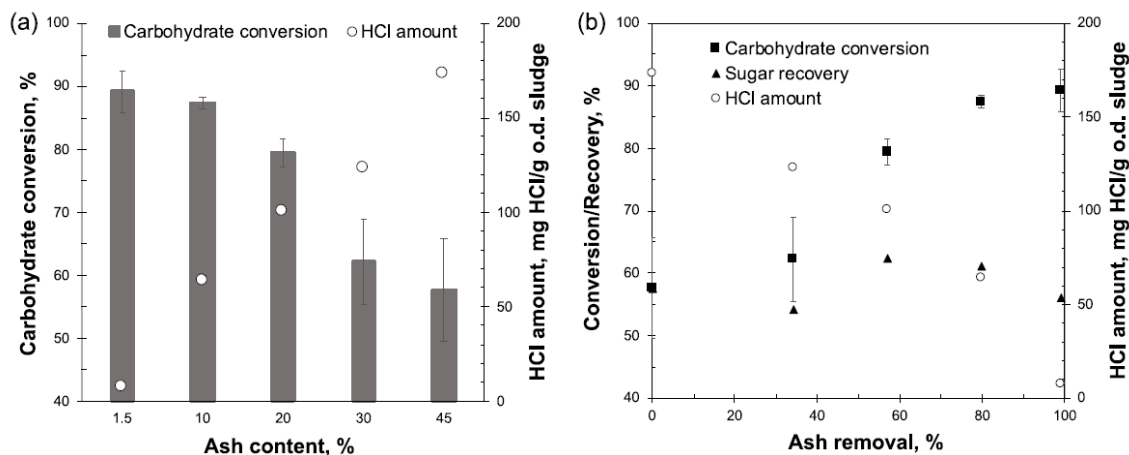 (a)
Carbohydrate conversion
HCl amount
Carbohydrate conversion, %
100
90
80
70
60
50
40
200
150
100
50
0
HCl amount, mg HCl/g o.d. sludge
1.5 10 20 30 45
Ash content, %
(b)
Carbohydrate conversion
Sugar recovery
HCl amount
Conversion/Recovery, %
100
90
80
70
60
50
40
200
150
100
50
0
HCl amount, mg HCl/g o.d. sludge
0 20 40 60 80 100
Ash removal, %